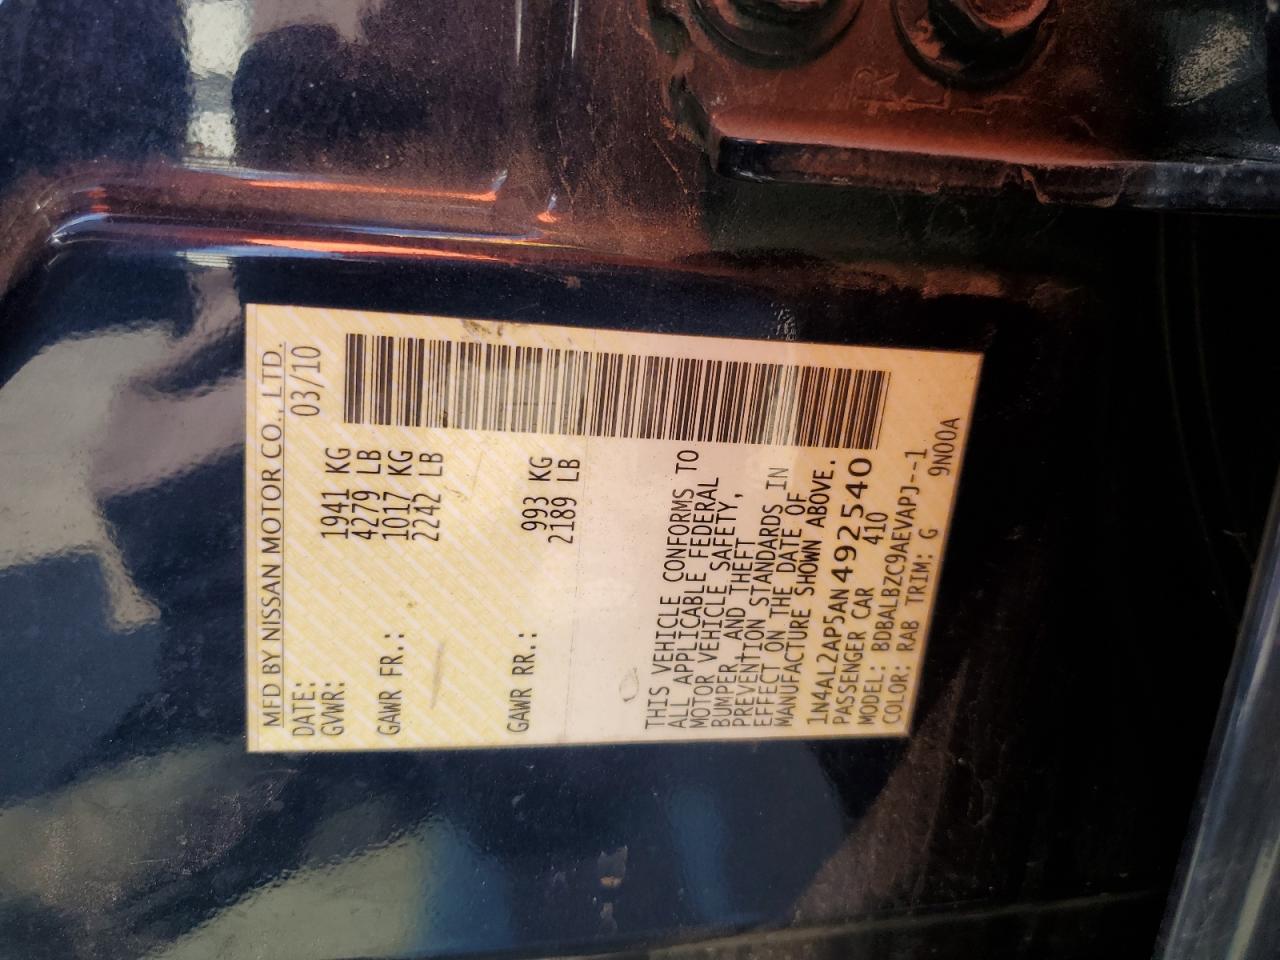 MFD BY NISSAN MOTOR CO., LTD.
DATE: 03/10
GVWR: 1941 KG
4279 LB
GAWR FR.: 1017 KG
2242 LB
GAWR RR.: 993 KG
2189 LB
THIS VEHICLE CONFORMS TO
ALL APPLICABLE FEDERAL
MOTOR VEHICLE SAFETY,
BUMPER AND THEFT
PREVENTION STANDARDS IN
EFFECT ON THE DATE OF
MANUFACTURE SHOWN ABOVE.
1N4AL2AP5AN492540
PASSENGER CAR 410
MODEL: BDBALBZC9AEVAPJ--1
COLOR: RAB TRIM: G 9N00A